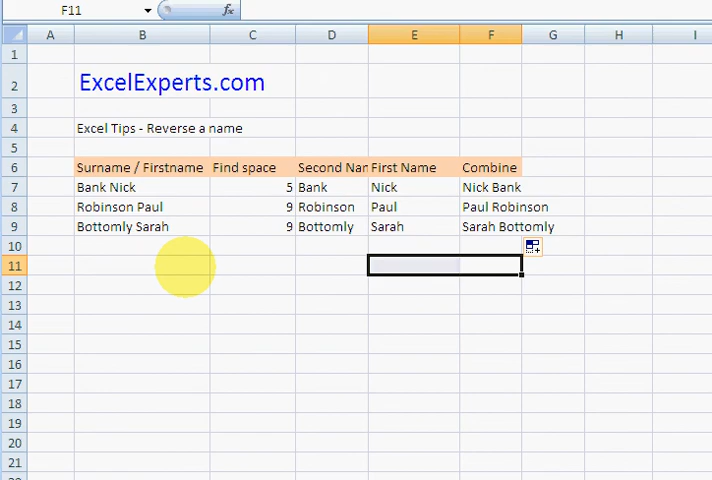 F11 fx
A B C D E F G H I
1
2 ExcelExperts.com
3
4 Excel Tips - Reverse a name
5
6 Surname / Firstname Find space Second Nam First Name Combine
7 Bank Nick 5 Bank Nick Nick Bank
8 Robinson Paul 9 Robinson Paul Paul Robinson
9 Bottomly Sarah 9 Bottomly Sarah Sarah Bottomly
10
11
12
13
14
15
16
17
18
19
20
21